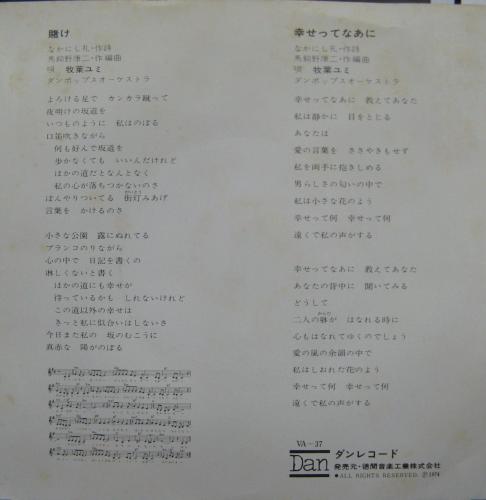 賭け
なかにし礼・作詩
馬飼野康二・作編曲
唄 牧葉ユミ
ダンポップスオーケストラ
よろける足で カンカラ蹴って
夜明けの坂道を
いつものように 私はのぼる
口笛吹きながら
何も好んで坂道を
歩かなくても いいんだけれど
ほかの道だとなんとなく
私の心が落ちつかないのさ
ぼんやりついてる 街灯みあげ
言葉を かけるのさ
小さな公園 露にぬれてる
ブランコのりながら
心の中で 日記を書くの
淋しくないと書く
ほかの道にも幸せが
待っているかも しれないけれど
この道以外の幸せは
きっと私に似合いはしないさ
今日また私の 坂のむこうに
真赤な 陽がのぼる
幸せってなあに
なかにし礼・作詩
馬飼野康二・作編曲
唄 牧葉ユミ
ダンポップスオーケストラ
幸せってなあに 教えてあなた
私は静かに 目をとじる
あなたは
愛の言葉を ささやきもせず
私を両手に抱きしめる
男らしさの匂いの中で
私は小さな花のよう
幸せって何 幸せって何
遠くで私の声がする
幸せってなあに 教えてあなた
あなたの背中に 聞いてみる
どうして
二人の躰が はなれる時に
心もはなれてゆくのでしょう
愛の嵐の余韻の中で
私はしおれた花のよう
幸せって何 幸せって何
遠くで私の声がする
VA-37
Dan
ダンレコード
発売元・徳間音楽工業株式会社
● ALL RIGHTS RESERVED. Ⓟ1974